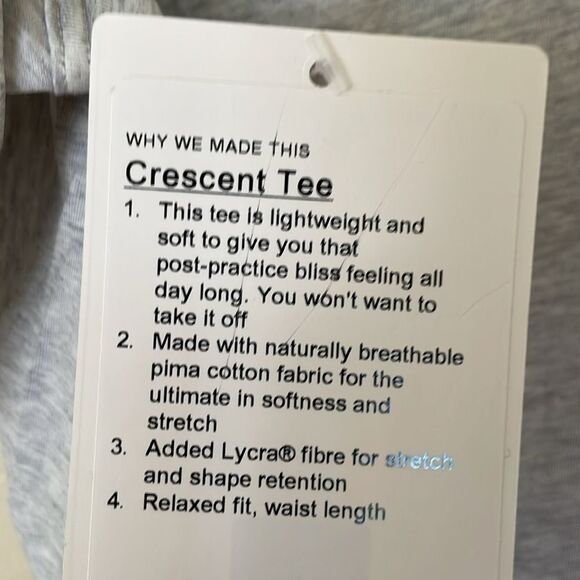 WHY WE MADE THIS
Crescent Tee
1. This tee is lightweight and
soft to give you that
post-practice bliss feeling all
day long. You won't want to
take it off
2. Made with naturally breathable
pima cotton fabric for the
ultimate in softness and
stretch
3. Added Lycra® fibre for stretch
and shape retention
4. Relaxed fit, waist length